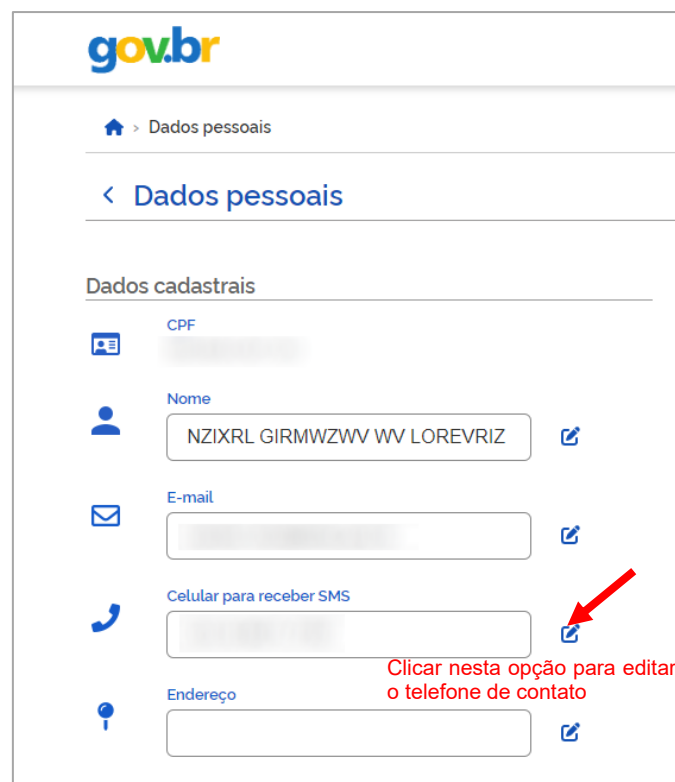 gov.br
> Dados pessoais
< Dados pessoais
Dados cadastrais
CPF
Nome
NZIXRL GIRMWZWV WV LOREVRIZ
E-mail
Celular para receber SMS
Clicar nesta opção para editar
o telefone de contato
Endereço